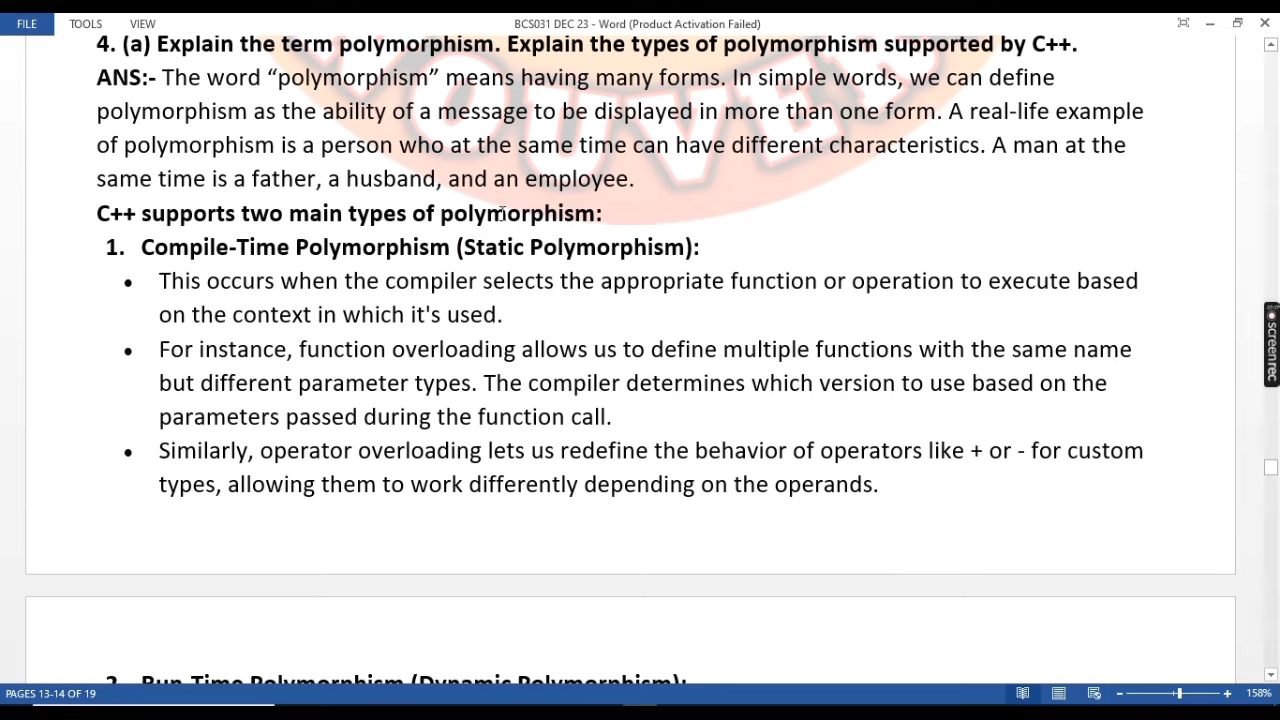 FILE TOOLS VIEW BCS031 DEC 23 - Word (Product Activation Failed)
4. (a) Explain the term polymorphism. Explain the types of polymorphism supported by C++.
ANS:- The word “polymorphism” means having many forms. In simple words, we can define
polymorphism as the ability of a message to be displayed in more than one form. A real-life example
of polymorphism is a person who at the same time can have different characteristics. A man at the
same time is a father, a husband, and an employee.
C++ supports two main types of polymorphism:
1. Compile-Time Polymorphism (Static Polymorphism):
• This occurs when the compiler selects the appropriate function or operation to execute based
on the context in which it's used.
• For instance, function overloading allows us to define multiple functions with the same name
but different parameter types. The compiler determines which version to use based on the
parameters passed during the function call.
• Similarly, operator overloading lets us redefine the behavior of operators like + or - for custom
types, allowing them to work differently depending on the operands.
2. Run-Time Polymorphism (Dynamic Polymorphism):
screenrec
PAGES 13-14 OF 19 158%